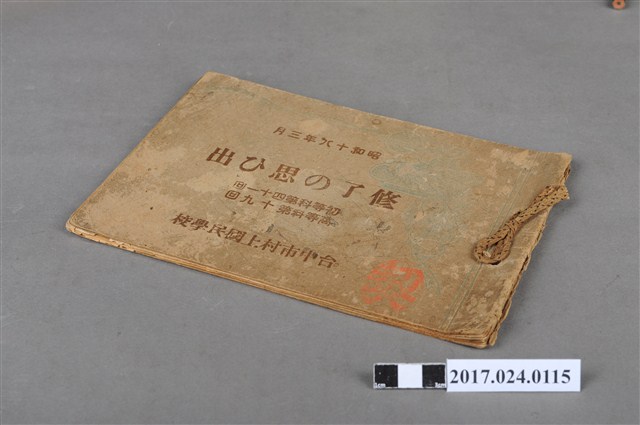 昭和十八年三月
修了の思ひ出
初等科第四十一回
高等科第十九回
台中市村上國民學校
2017.024.0115